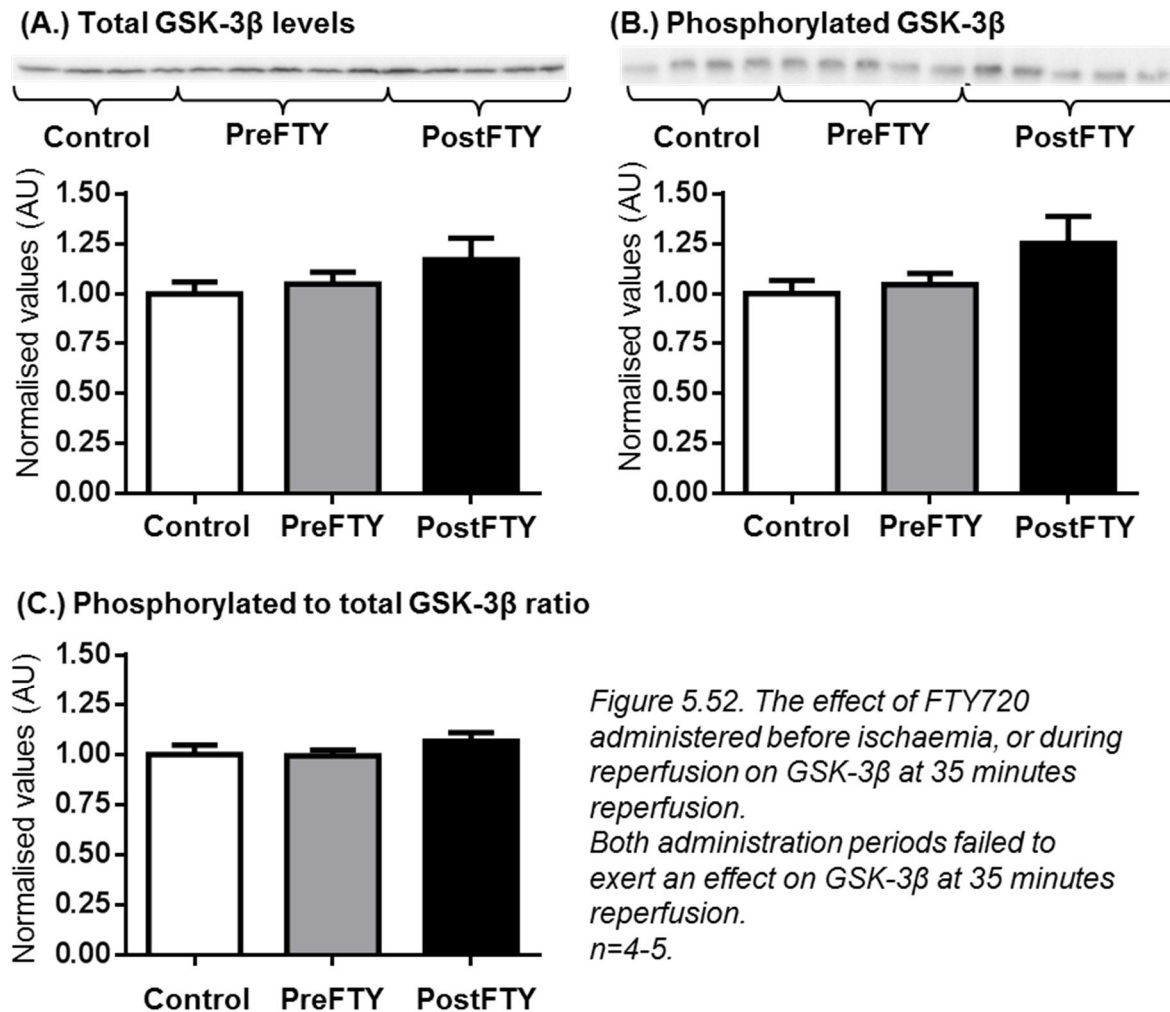 (A.) Total GSK-3β levels
Control PreFTY PostFTY
Normalised values (AU)
1.50
1.25
1.00
0.75
0.50
0.25
0.00
Control PreFTY PostFTY
(B.) Phosphorylated GSK-3β
Control PreFTY PostFTY
Normalised values (AU)
1.50
1.25
1.00
0.75
0.50
0.25
0.00
Control PreFTY PostFTY
(C.) Phosphorylated to total GSK-3β ratio
Normalised values (AU)
1.50
1.25
1.00
0.75
0.50
0.25
0.00
Control PreFTY PostFTY
Figure 5.52. The effect of FTY720
administered before ischaemia, or during
reperfusion on GSK-3β at 35 minutes
reperfusion.
Both administration periods failed to
exert an effect on GSK-3β at 35 minutes
reperfusion.
n=4-5.